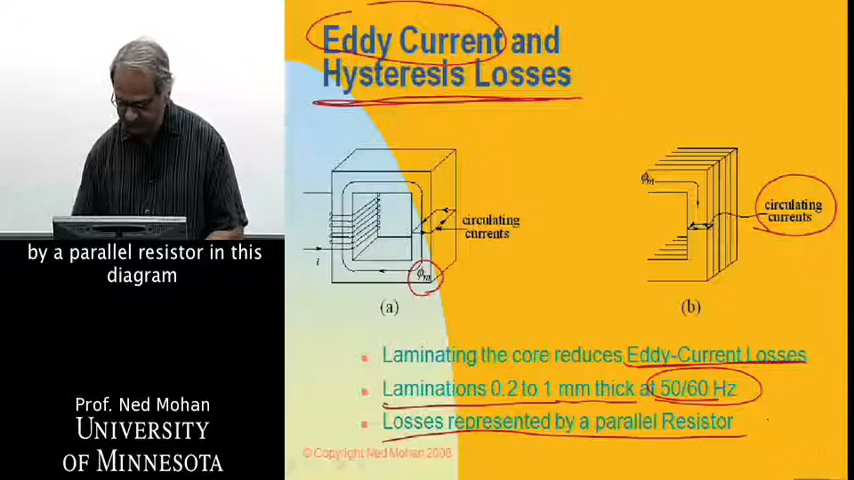 Eddy Current and
Hysteresis Losses
ϕm
circulating
currents
i
ϕm
(a)
circulating
currents
(b)
by a parallel resistor in this
diagram
Laminating the core reduces Eddy-Current Losses
Laminations 0.2 to 1 mm thick at 50/60 Hz
Losses represented by a parallel Resistor
Prof. Ned Mohan
UNIVERSITY
OF MINNESOTA
© Copyright Ned Mohan 2008